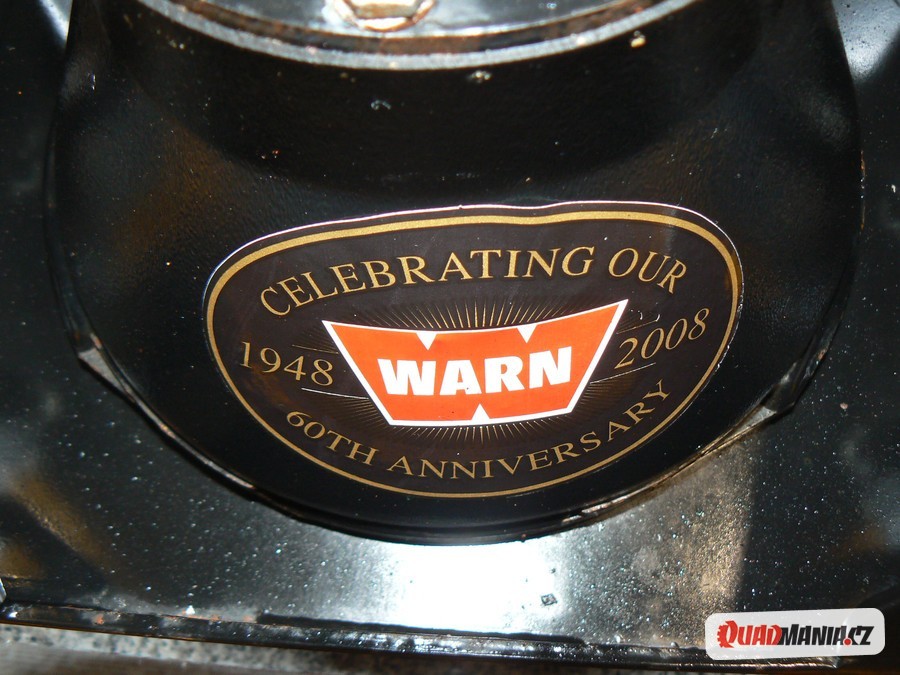 CELEBRATING OUR
1948 WARN 2008
60TH ANNIVERSARY
QUADMANIA.CZ